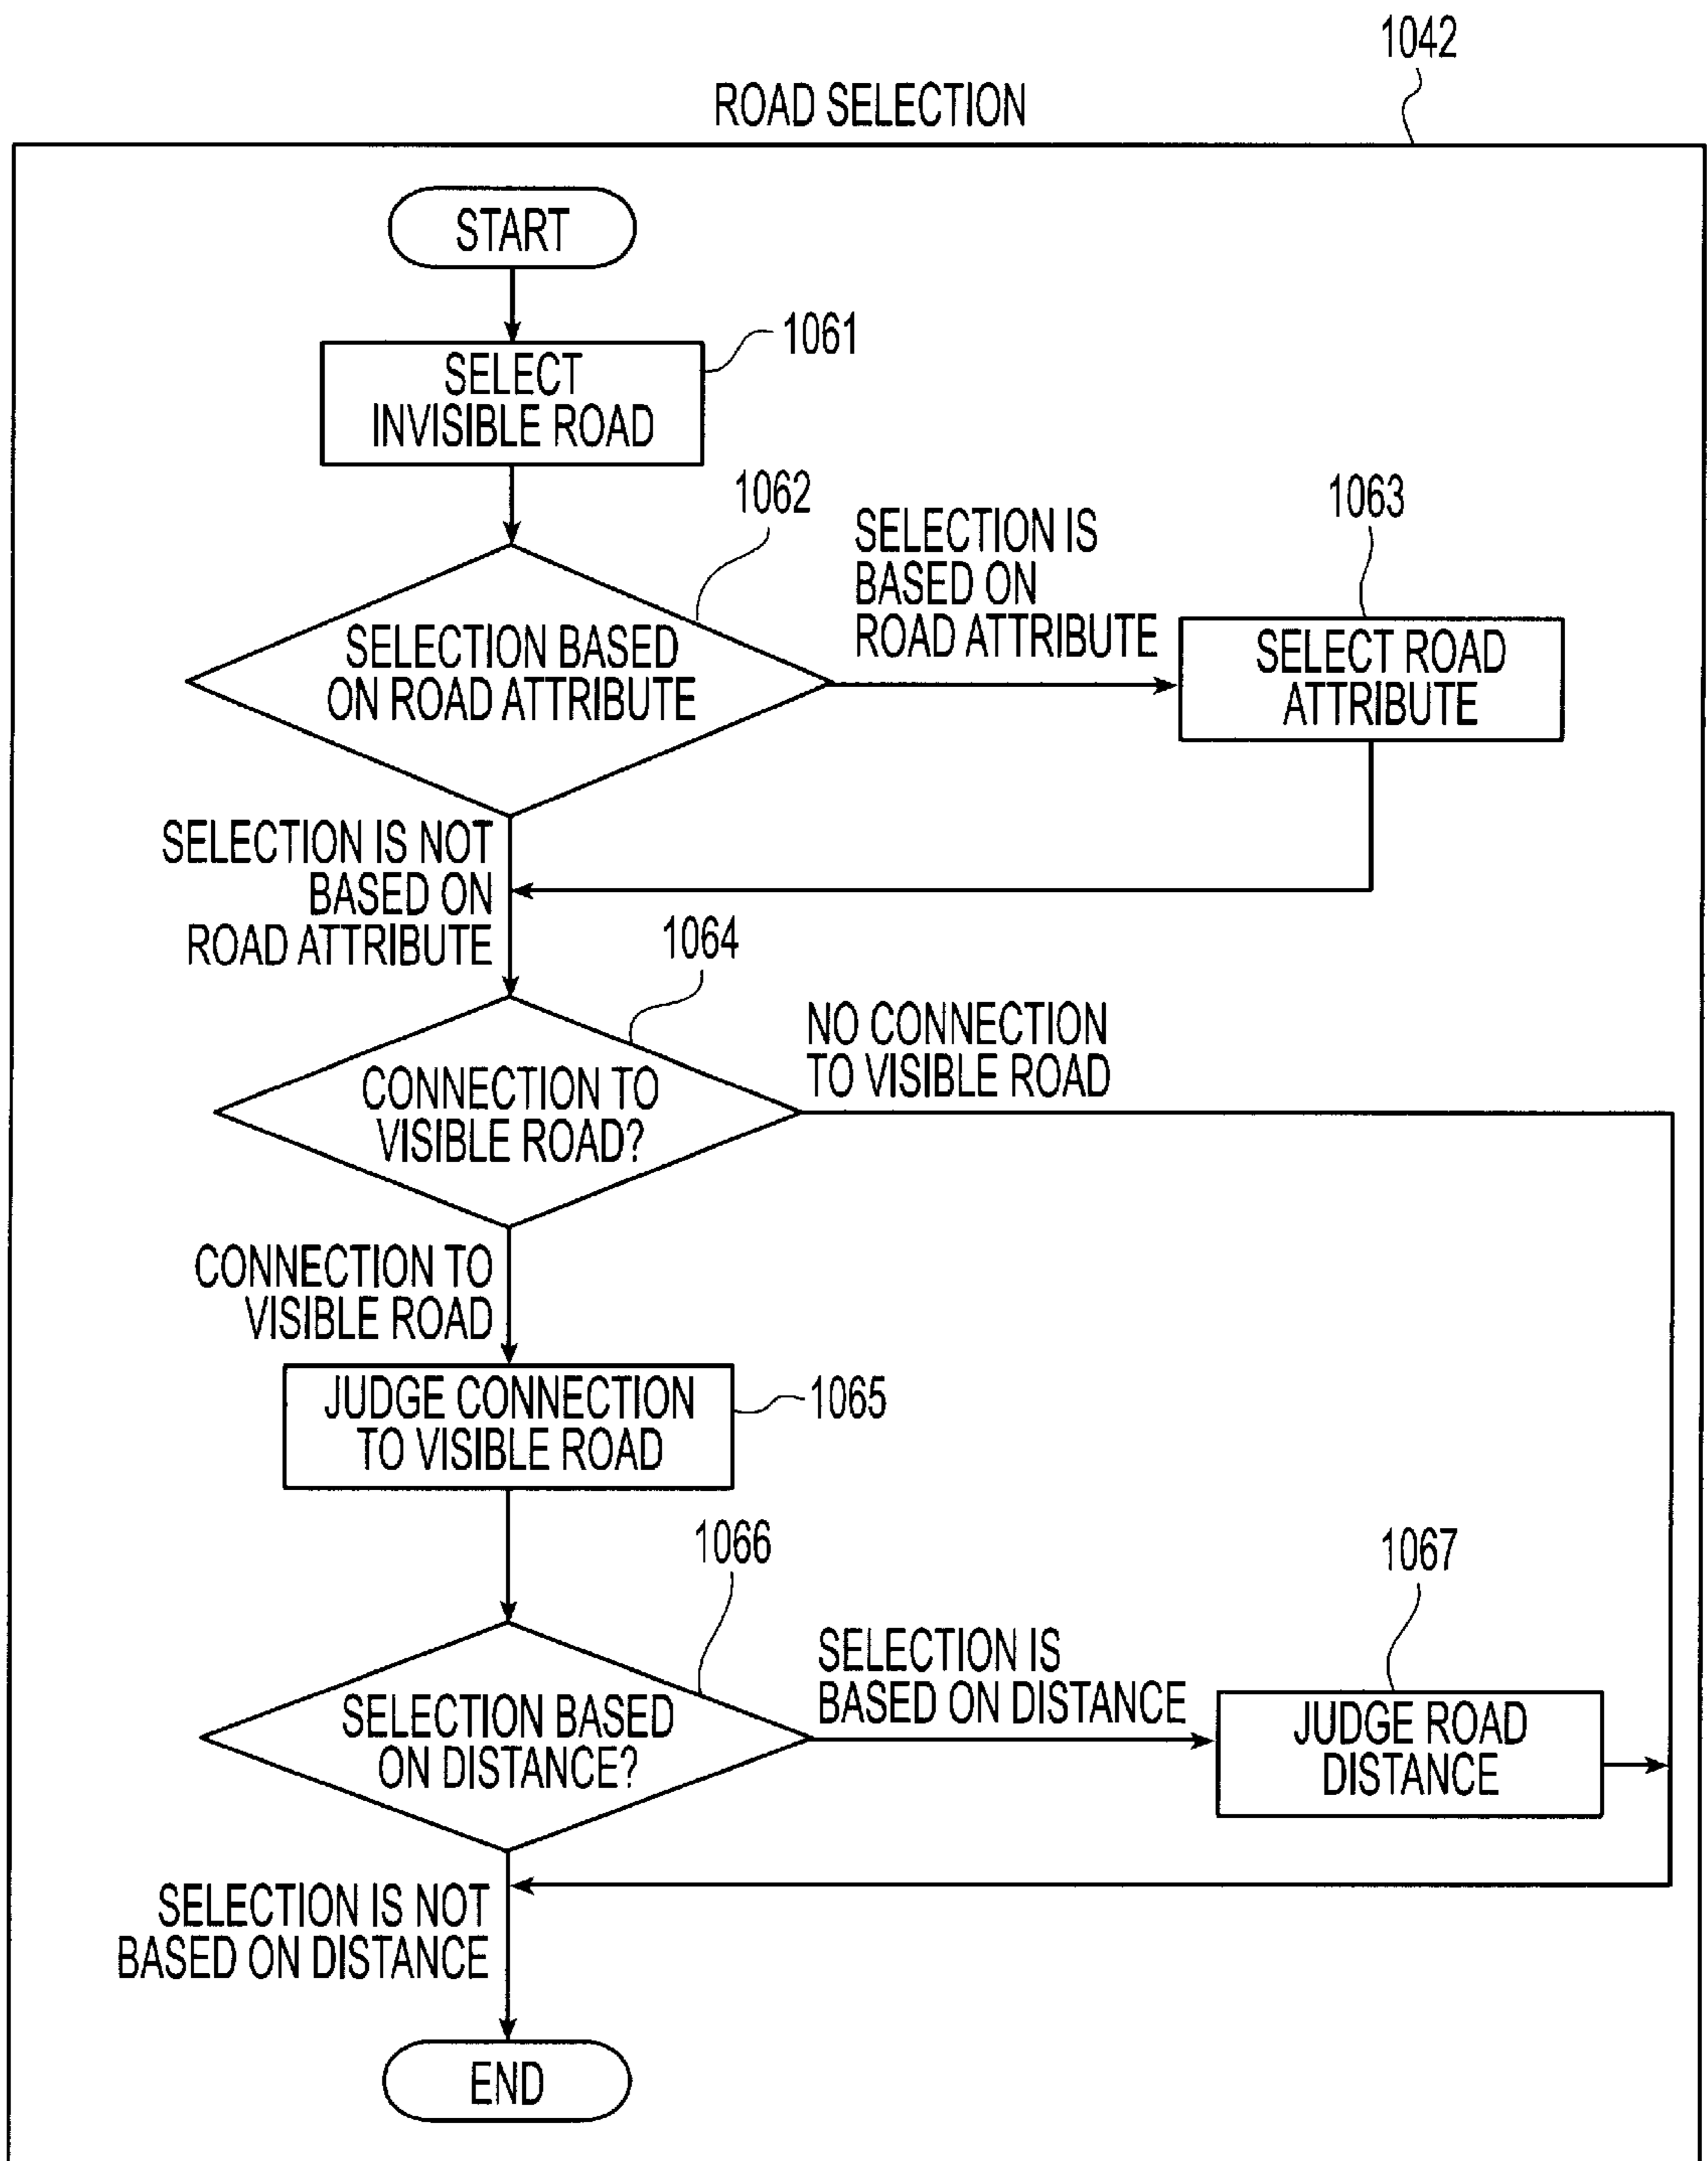 1042
ROAD SELECTION
START
1061
SELECT
INVISIBLE ROAD
1062
SELECTION IS
BASED ON
ROAD ATTRIBUTE
1063
SELECTION BASED
ON ROAD ATTRIBUTE
SELECT ROAD
ATTRIBUTE
SELECTION IS NOT
BASED ON
ROAD ATTRIBUTE
1064
NO CONNECTION
TO VISIBLE ROAD
CONNECTION TO
VISIBLE ROAD?
CONNECTION TO
VISIBLE ROAD
JUDGE CONNECTION
TO VISIBLE ROAD
1065
1066
SELECTION IS
BASED ON DISTANCE
1067
SELECTION BASED
ON DISTANCE?
JUDGE ROAD
DISTANCE
SELECTION IS NOT
BASED ON DISTANCE
END